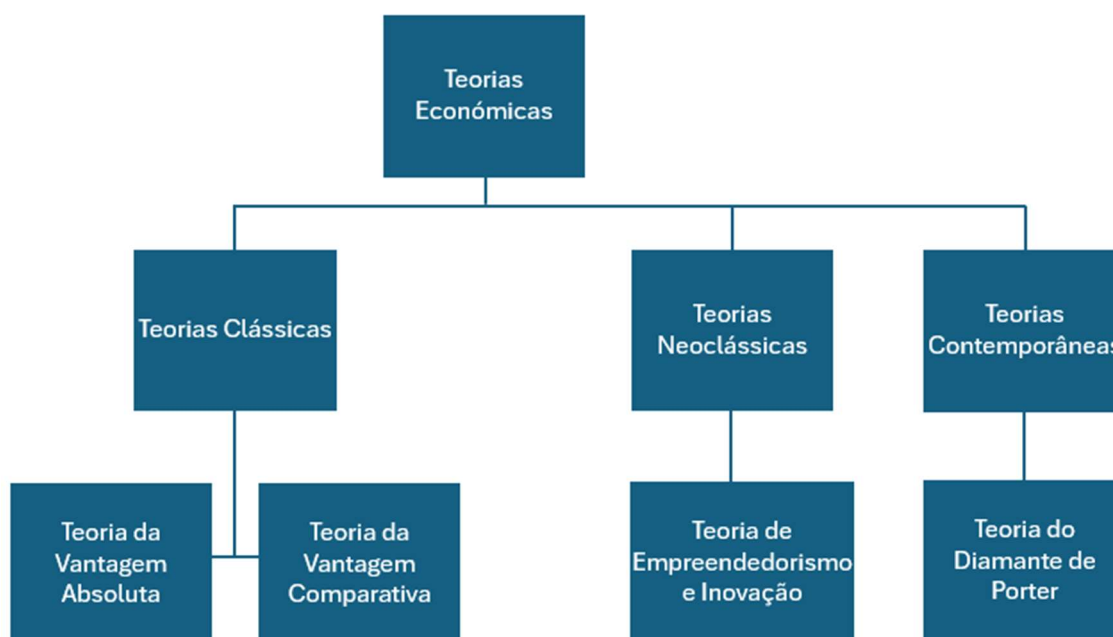 Teorias
Económicas
Teorias Clássicas
Teorias
Neoclássicas
Teorias
Contemporâneas
Teoria da
Vantagem
Absoluta
Teoria da
Vantagem
Comparativa
Teoria de
Empreendedorismo
e Inovação
Teoria do
Diamante de
Porter